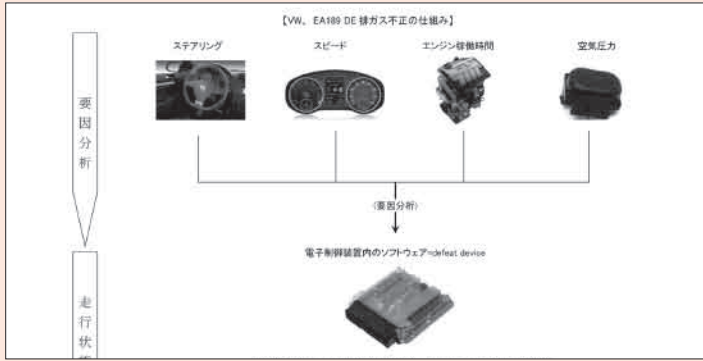 【VW、EA189 DE 排ガス不正の仕組み】
ステアリング
スピード
エンジン稼働時間
空気圧力
要因分析
(要因分析)
電子制御装置内のソフトウェア=defeat device
走行状